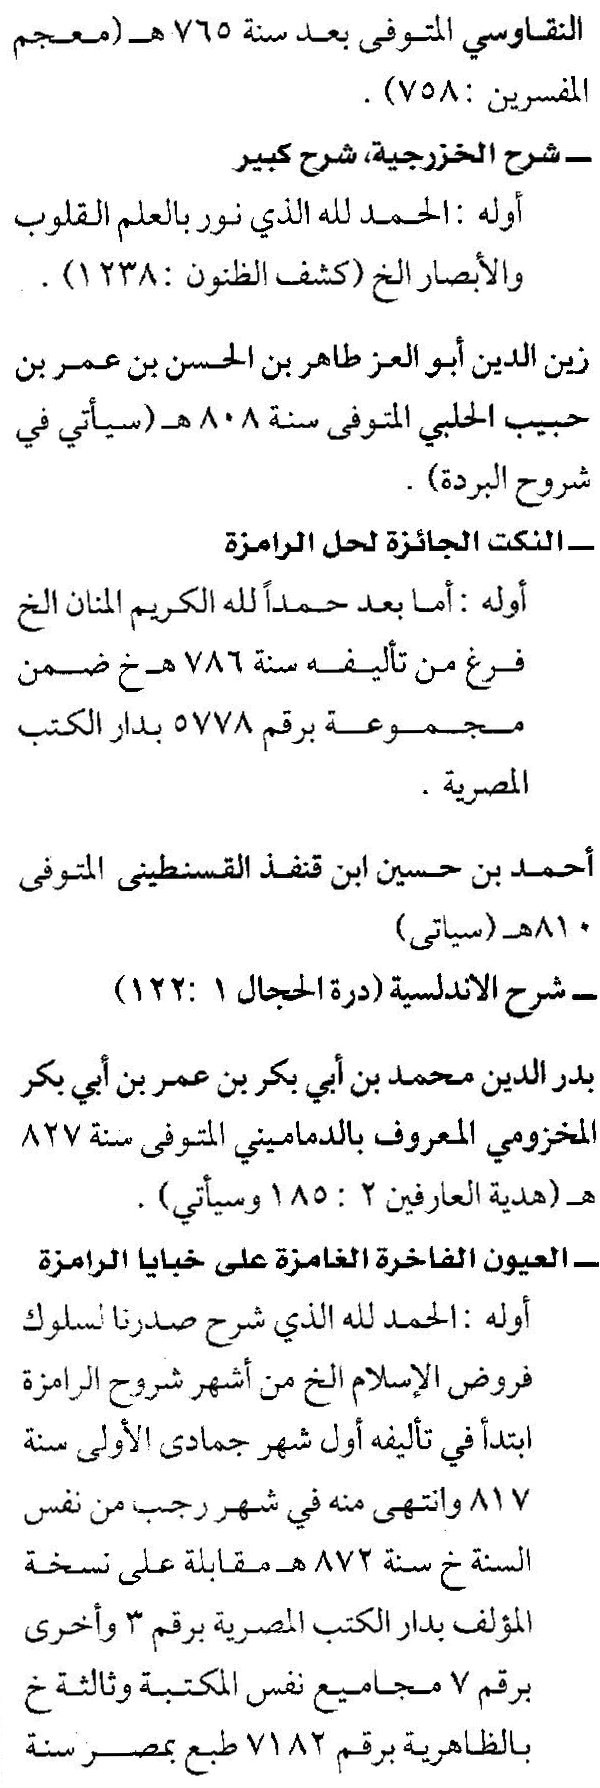 النقاوسي المتوفى بعد سنة ٧٦٥ هـ (معجم
المفسرين : ٧٥٨) .
ـ شرح الخزرجية، شرح كبير
أوله : الحمد لله الذي نور بالعلم القلوب
والأبصار الخ (كشف الظنون : ١٢٣٨) .
زين الدين أبو العز طاهر بن الحسن بن عمر بن
حبيب الحلبي المتوفى سنة ٨٠٨ هـ (سيأتي في
شروح البردة) .
ـ النكت الجائزة لحل الرامزة
أوله : أما بعد حمداً لله الكريم المنان الخ
فرغ من تأليفه سنة ٧٨٦ هـ خ ضمن
مجموعة برقم ٥٧٧٨ بدار الكتب
المصرية .
أحمد بن حسين ابن قنفذ القسنطينى المتوفى
٨١٠هـ (سياتى)
ـ شرح الاندلسية (درة الحجال ١ : ١٢٢)
بدر الدين محمد بن أبي بكر بن عمر بن أبي بكر
المخزومي المعروف بالدماميني المتوفى سنة ٨٢٧
هـ (هدية العارفين ٢ : ١٨٥ وسيأتي) .
ـ العيون الفاخرة الغامزة على خبايا الرامزة
أوله : الحمد لله الذي شرح صدرنا لسلوك
فروض الإسلام الخ من أشهر شروح الرامزة
ابتدأ في تأليفه أول شهر جمادى الأولى سنة
٨١٧ وانتهى منه في شهر رجب من نفس
السنة خ سنة ٨٧٢ هـ مقابلة على نسخة
المؤلف بدار الكتب المصرية برقم ٣ وأخرى
برقم ٧ مجاميع نفس المكتبة وثالثة خ
بالظاهرية برقم ٧١٨٢ طبع بمصر سنة